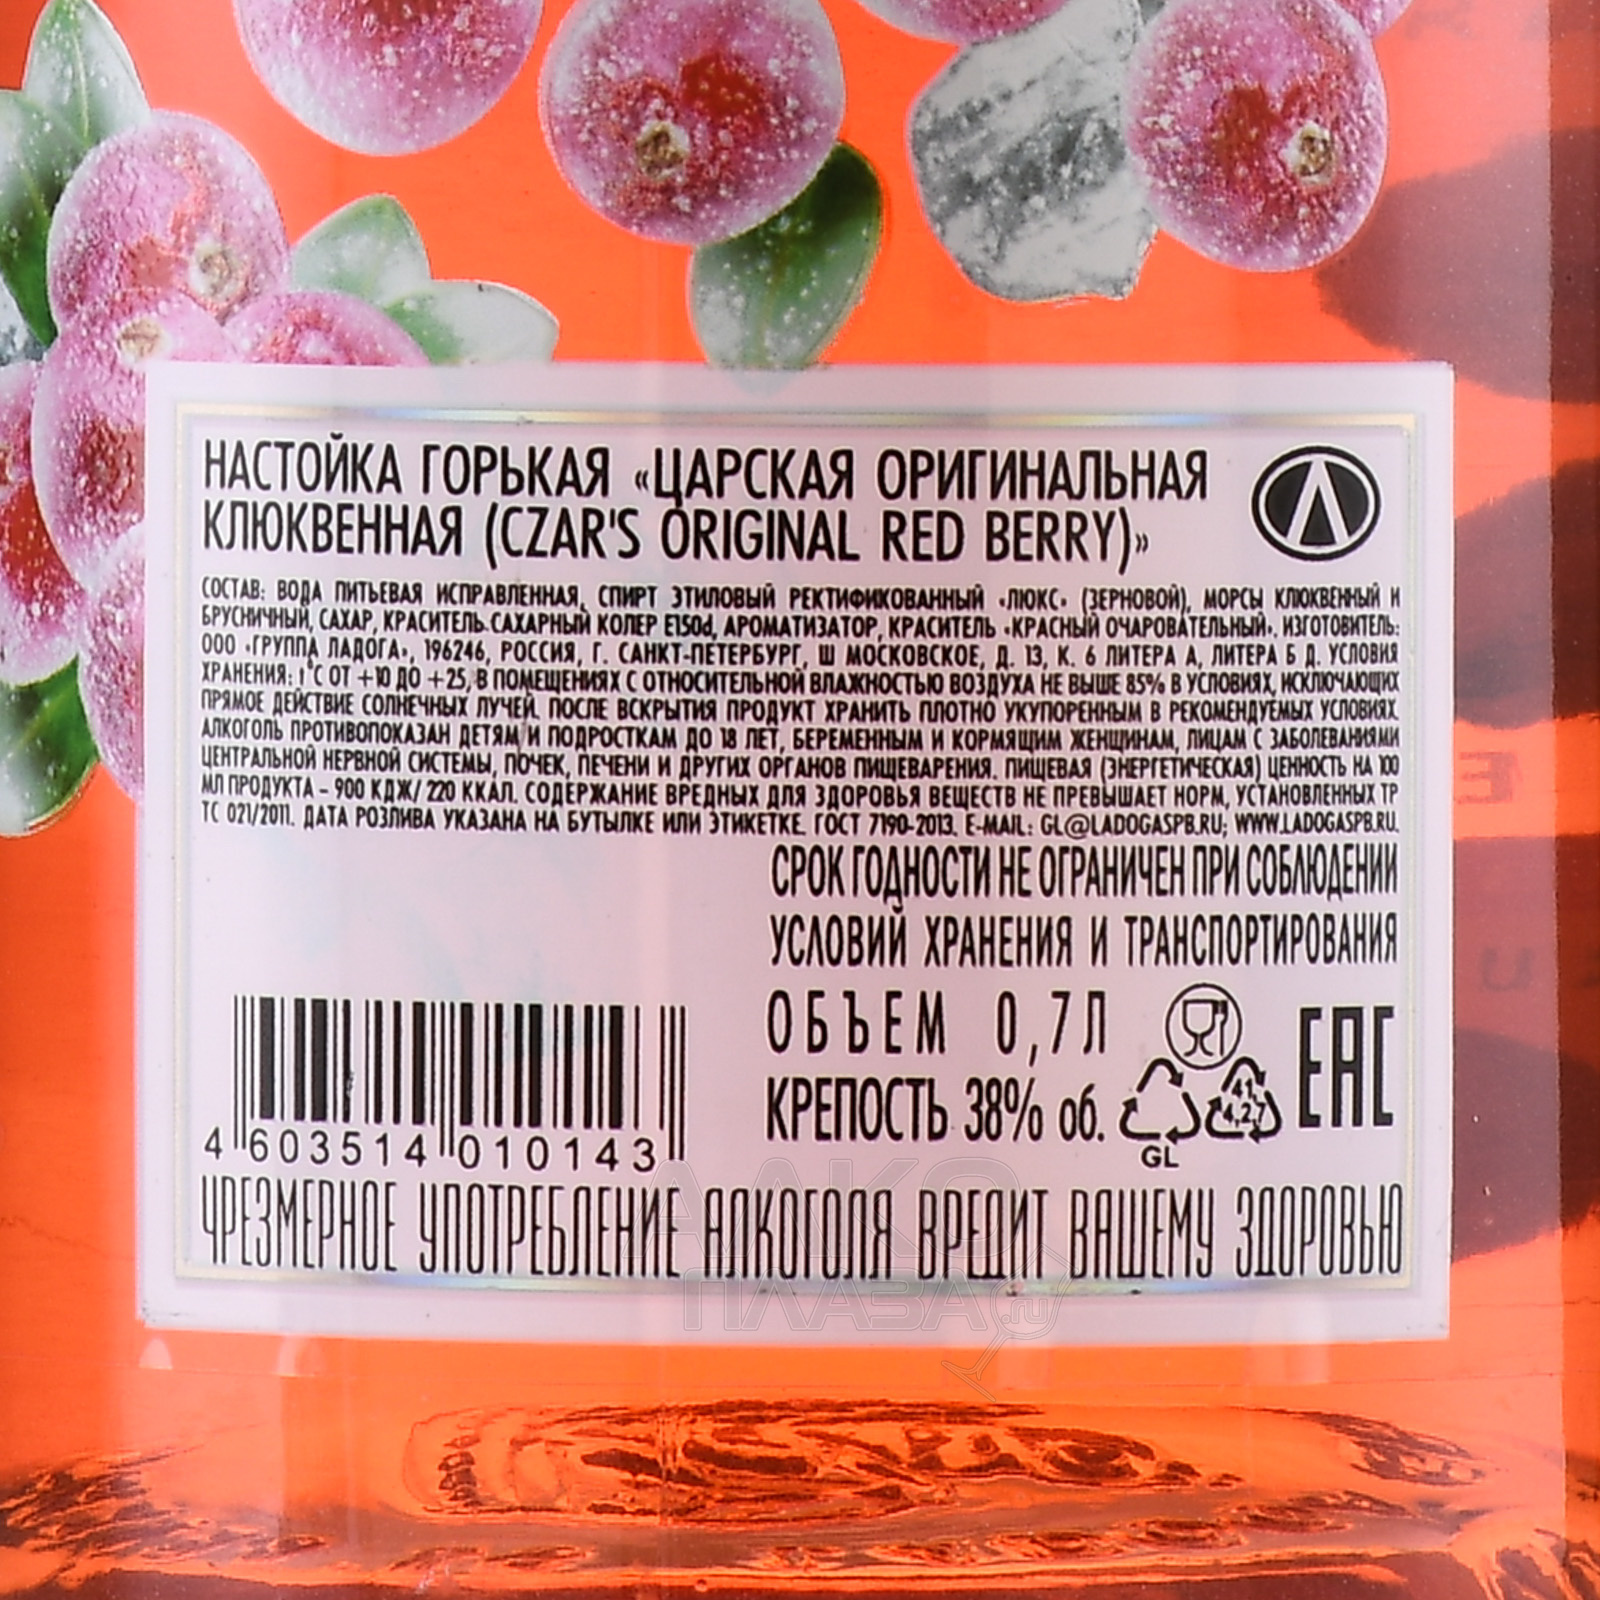 НАСТОЙКА ГОРЬКАЯ «ЦАРСКАЯ ОРИГИНАЛЬНАЯ
КЛЮКВЕННАЯ (CZAR'S ORIGINAL RED BERRY)»
СОСТАВ: ВОДА ПИТЬЕВАЯ ИСПРАВЛЕННАЯ, СПИРТ ЭТИЛОВЫЙ РЕКТИФИКОВАННЫЙ «ЛЮКС» (ЗЕРНОВОЙ), МОРСЫ КЛЮКВЕННЫЙ И
БРУСНИЧНЫЙ, САХАР, КРАСИТЕЛЬ-САХАРНЫЙ КОЛЕР E150d, АРОМАТИЗАТОР, КРАСИТЕЛЬ «КРАСНЫЙ ОЧАРОВАТЕЛЬНЫЙ». ИЗГОТОВИТЕЛЬ:
ООО «ГРУППА ЛАДОГА», 196246, РОССИЯ, Г. САНКТ-ПЕТЕРБУРГ, Ш МОСКОВСКОЕ, Д. 13, К. 6 ЛИТЕРА А, ЛИТЕРА Б Д. УСЛОВИЯ
ХРАНЕНИЯ: t°C ОТ +10 ДО +25, В ПОМЕЩЕНИЯХ С ОТНОСИТЕЛЬНОЙ ВЛАЖНОСТЬЮ ВОЗДУХА НЕ ВЫШЕ 85% В УСЛОВИЯХ, ИСКЛЮЧАЮЩИХ
ПРЯМОЕ ДЕЙСТВИЕ СОЛНЕЧНЫХ ЛУЧЕЙ. ПОСЛЕ ВСКРЫТИЯ ПРОДУКТ ХРАНИТЬ ПЛОТНО УКУПОРЕННЫМ В РЕКОМЕНДУЕМЫХ УСЛОВИЯХ.
АЛКОГОЛЬ ПРОТИВОПОКАЗАН ДЕТЯМ И ПОДРОСТКАМ ДО 18 ЛЕТ, БЕРЕМЕННЫМ И КОРМЯЩИМ ЖЕНЩИНАМ, ЛИЦАМ С ЗАБОЛЕВАНИЯМИ
ЦЕНТРАЛЬНОЙ НЕРВНОЙ СИСТЕМЫ, ПОЧЕК, ПЕЧЕНИ И ДРУГИХ ОРГАНОВ ПИЩЕВАРЕНИЯ. ПИЩЕВАЯ (ЭНЕРГЕТИЧЕСКАЯ) ЦЕННОСТЬ НА 100
МЛ ПРОДУКТА - 900 КДЖ/ 220 ККАЛ. СОДЕРЖАНИЕ ВРЕДНЫХ ДЛЯ ЗДОРОВЬЯ ВЕЩЕСТВ НЕ ПРЕВЫШАЕТ НОРМ, УСТАНОВЛЕННЫХ ТР
ТС 021/2011. ДАТА РОЗЛИВА УКАЗАНА НА БУТЫЛКЕ ИЛИ ЭТИКЕТКЕ. ГОСТ 7190-2013. E-MAIL: GL@LADOGASPB.RU; WWW.LADOGASPB.RU.
СРОК ГОДНОСТИ НЕ ОГРАНИЧЕН ПРИ СОБЛЮДЕНИИ
УСЛОВИЙ ХРАНЕНИЯ И ТРАНСПОРТИРОВАНИЯ
ОБЪЕМ 0,7Л
КРЕПОСТЬ 38% об.
GL
41,
4,2,7
ЕАС
4 603514 010143
ЧРЕЗМЕРНОЕ УПОТРЕБЛЕНИЕ АЛКОГОЛЯ ВРЕДИТ ВАШЕМУ ЗДОРОВЬЮ
АЛКО
ПЛАЗА.ru